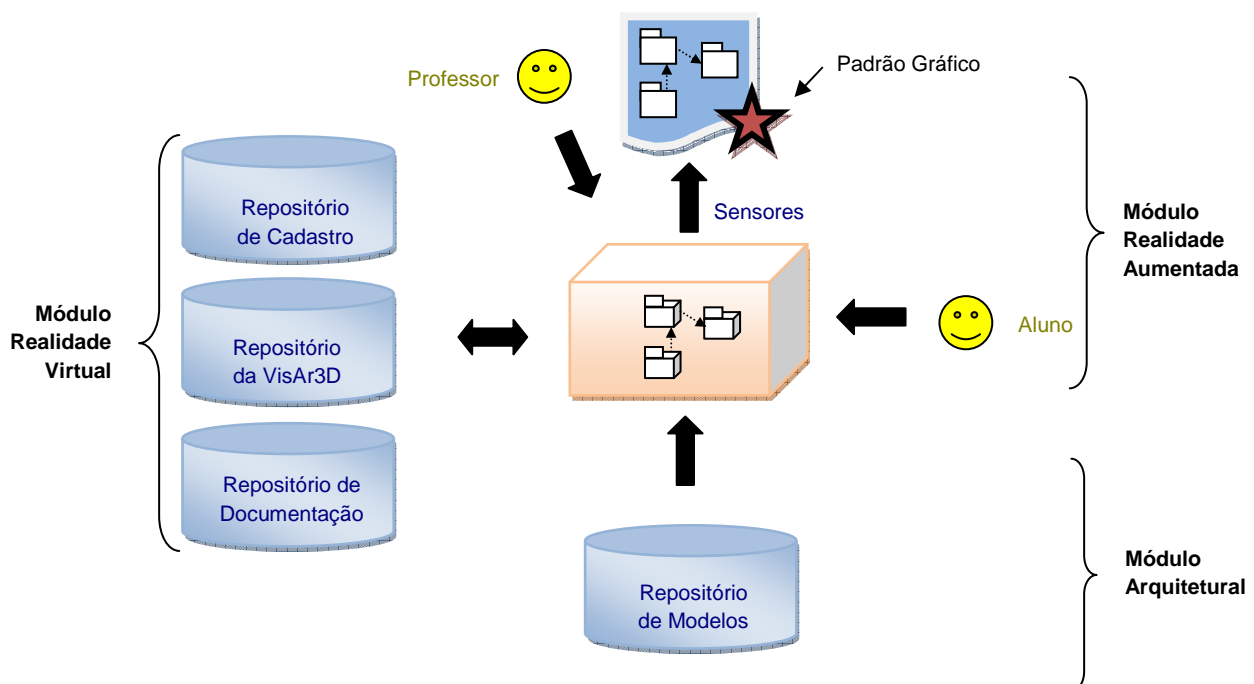 Professor
Padrão Gráfico
Repositório
de Cadastro
Sensores
Módulo
Realidade
Aumentada
Módulo
Realidade
Virtual
Repositório
da VisAr3D
Aluno
Repositório de
Documentação
Repositório
de Modelos
Módulo
Arquitetural